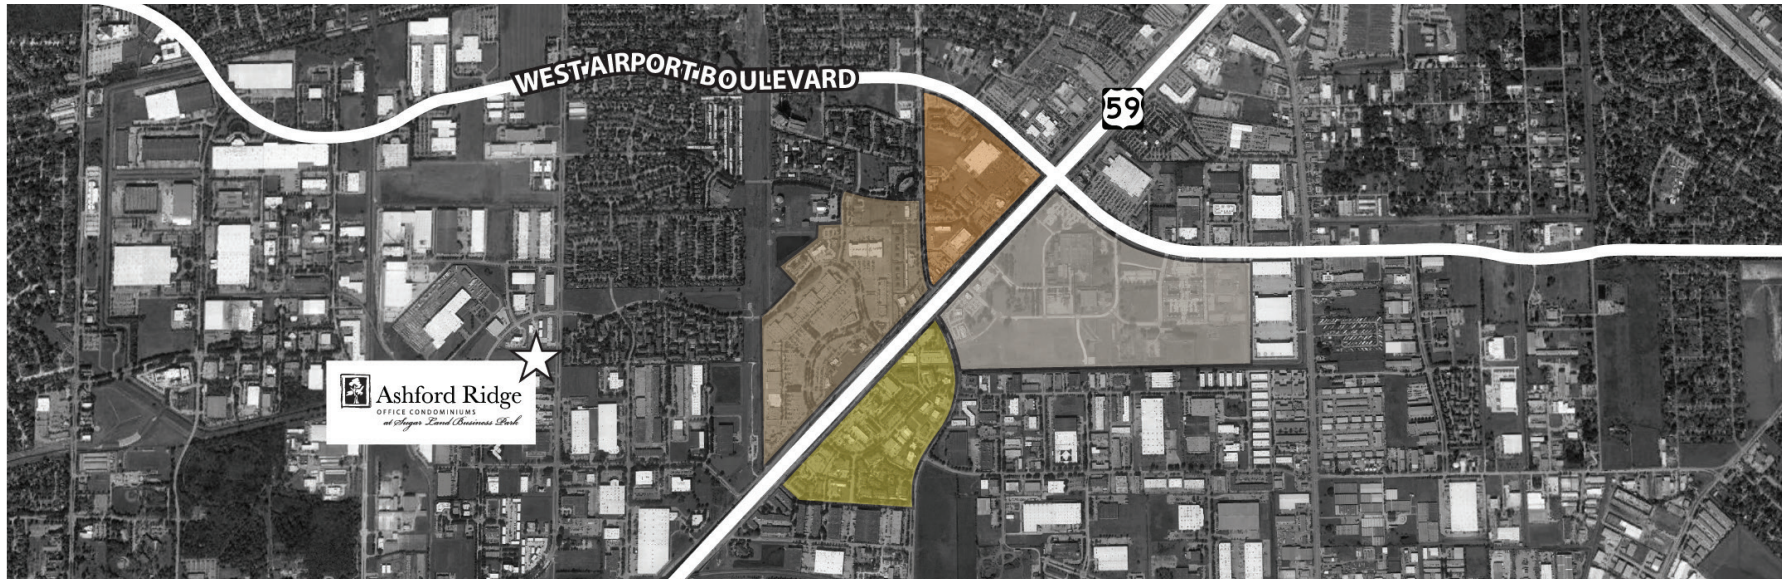 WEST AIRPORT BOULEVARD
59
Ashford Ridge
OFFICE CONDOMINIUMS
at Sugar Land Business Park